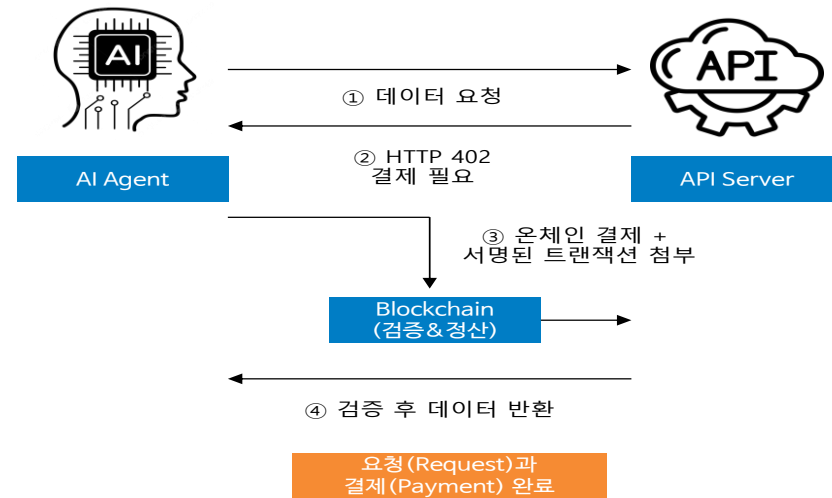 AI
API
① 데이터 요청
② HTTP 402
결제 필요
AI Agent
API Server
③ 온체인 결제 +
서명된 트랜잭션 첨부
Blockchain
(검증&정산)
④ 검증 후 데이터 반환
요청(Request)과
결제(Payment) 완료